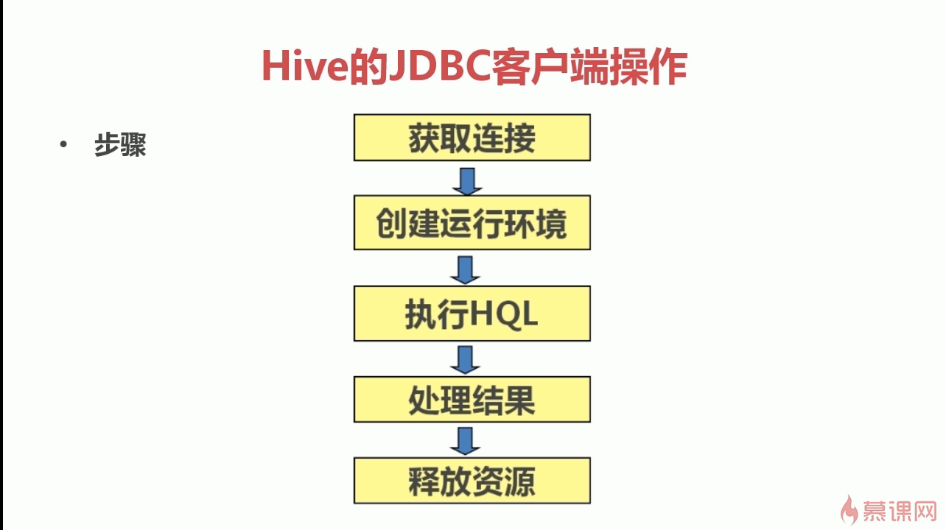 Hive的JDBC客户端操作
• 步骤
获取连接
创建运行环境
执行HQL
处理结果
释放资源
慕课网